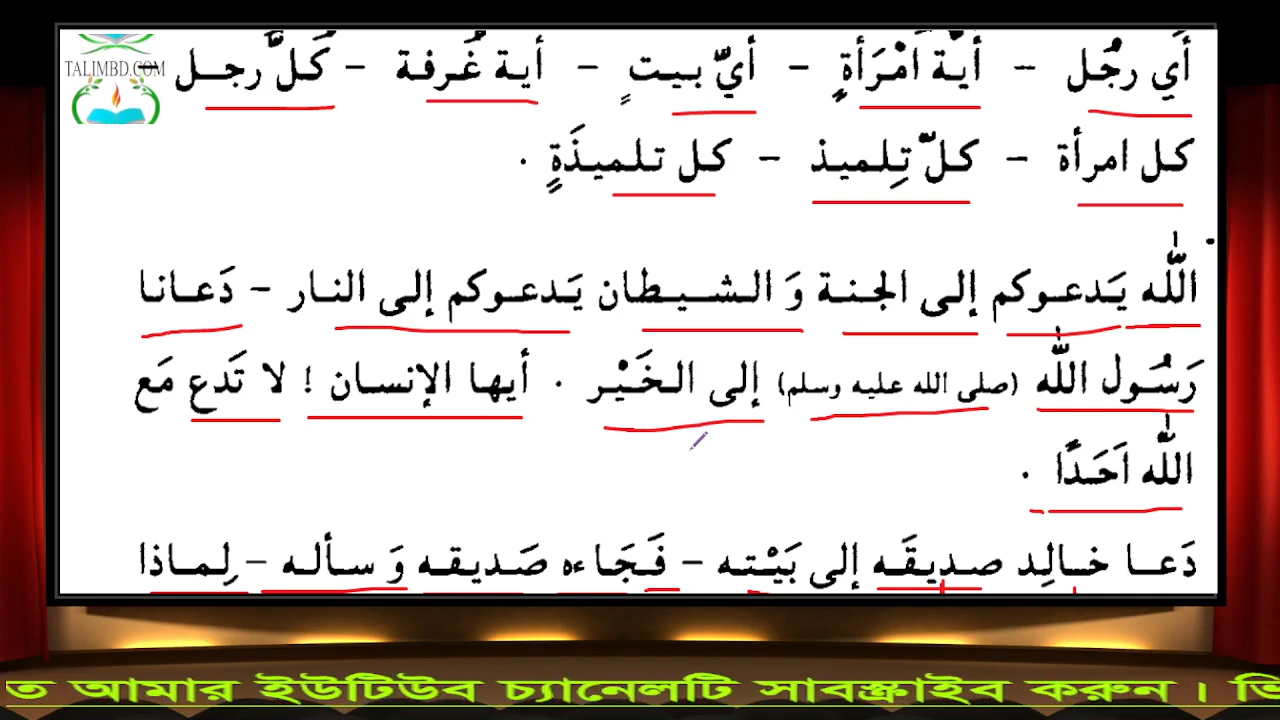 TALIMBD.COM
أَي رجُل - أية اَمْرَأةٍ - أيّ بيتٍ - أية غُرفة - كَلُّ رجل -
كل امرأة - كلّ تِلميذ - كل تلميذَةٍ .
اللّٰه يَدعوكم إلى الجنة وَ الشيطان يَدعوكم إلى النار - دَعانا
رَسُول اللّٰه (صلى الله عليه وسلم) إلى الخَيْر . أيها الإنسان ! لا تَدع مَع
اللّٰه اَحَدًا .
دَعا خالِد صديقَه إلى بَيْته - فَجَاءه صَديقه وَ سأله - لِماذا
ত আমার ইউটিউব চ্যানেলটি সাবস্ক্রাইব করুন । ভি